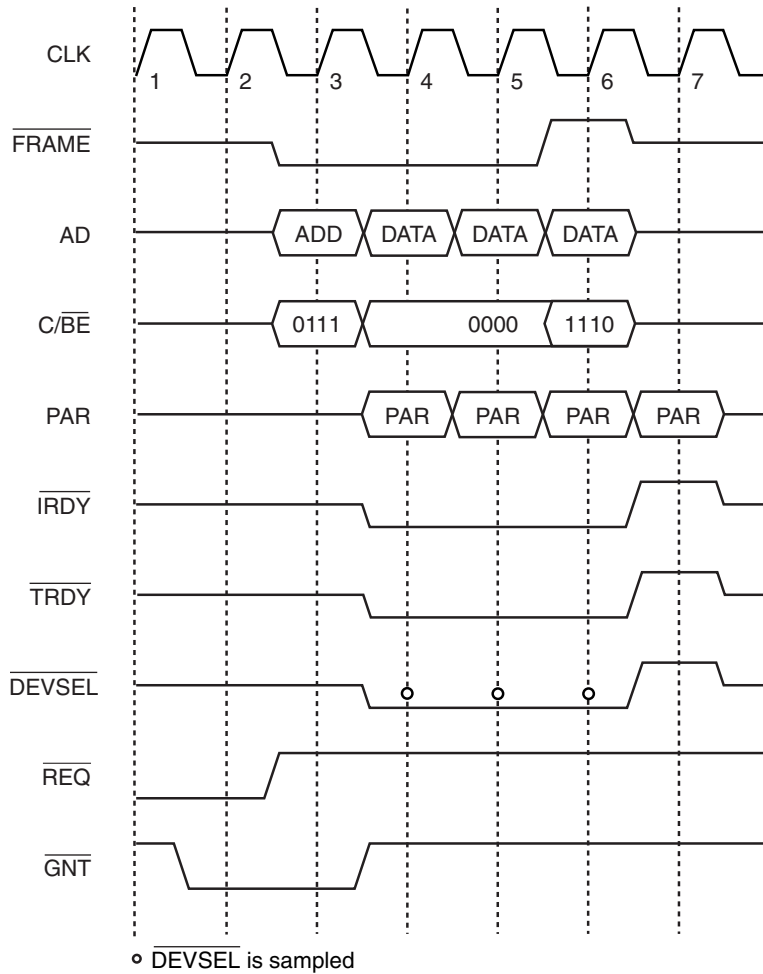 CLK
1 2 3 4 5 6 7
FRAME
AD ADD DATA DATA DATA
C/BE 0111 0000 1110
PAR PAR PAR PAR PAR
IRDY
TRDY
DEVSEL
REQ
GNT
DEVSEL is sampled